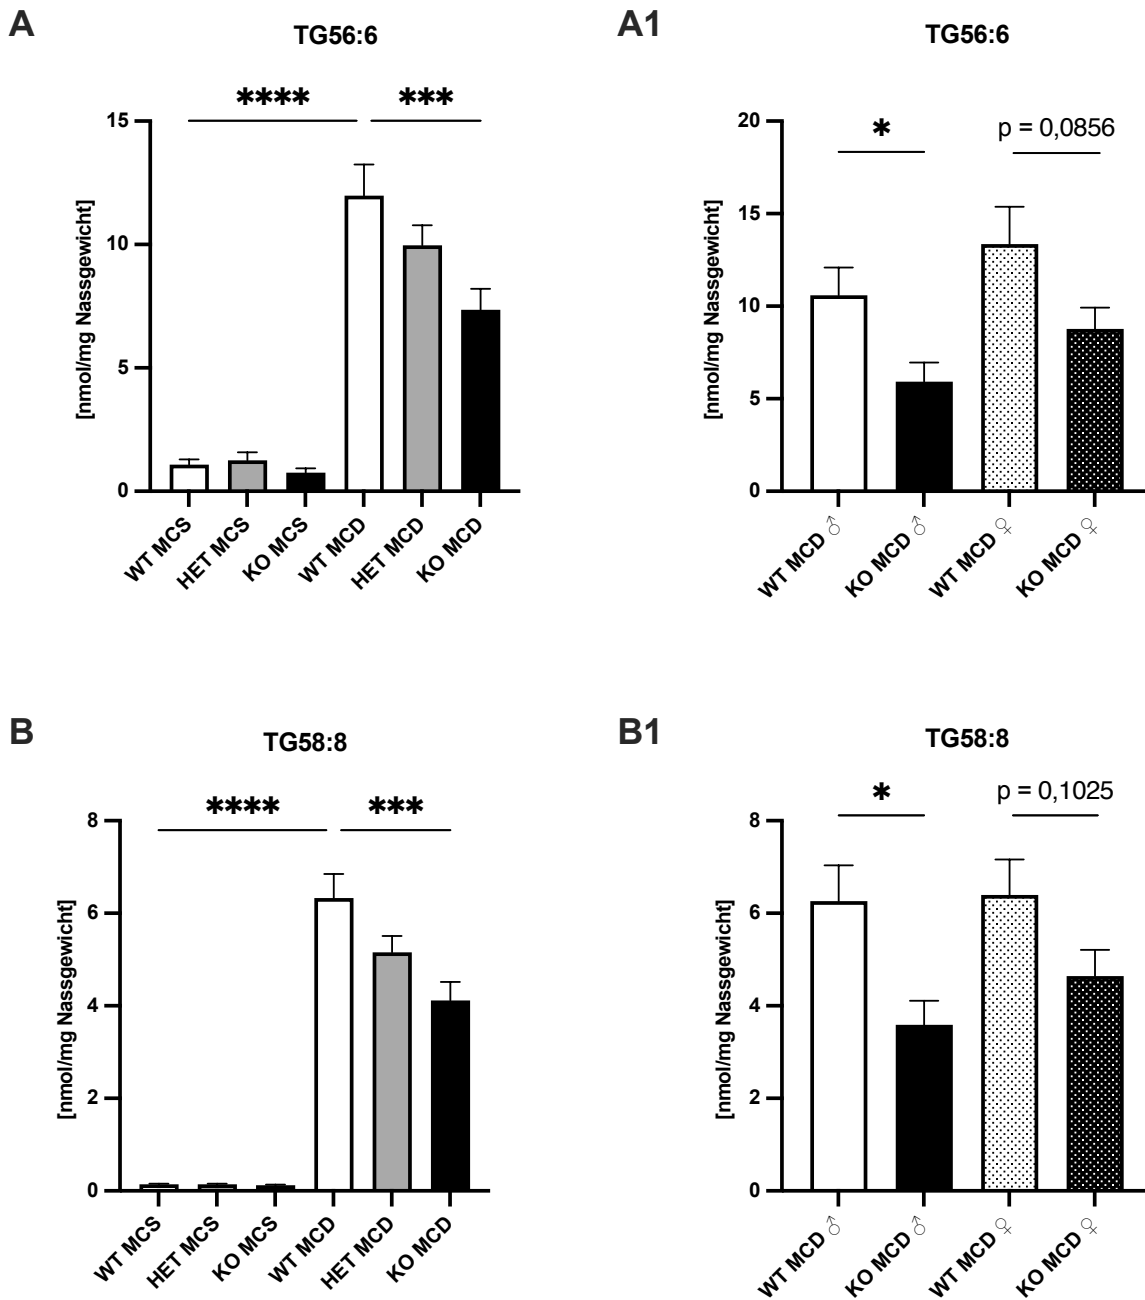 A
TG56:6
**** ***
15
10
5
0
[nmol/mg Nassgewicht]
WT MCS
HET MCS
KO MCS
WT MCD
HET MCD
KO MCD
A1
TG56:6
* p = 0,0856
20
15
10
5
0
[nmol/mg Nassgewicht]
WT MCD♂
KO MCD♂
WT MCD♀
KO MCD♀
B
TG58:8
**** ***
8
6
4
2
0
[nmol/mg Nassgewicht]
WT MCS
HET MCS
KO MCS
WT MCD
HET MCD
KO MCD
B1
TG58:8
* p = 0,1025
8
6
4
2
0
[nmol/mg Nassgewicht]
WT MCD♂
KO MCD♂
WT MCD♀
KO MCD♀